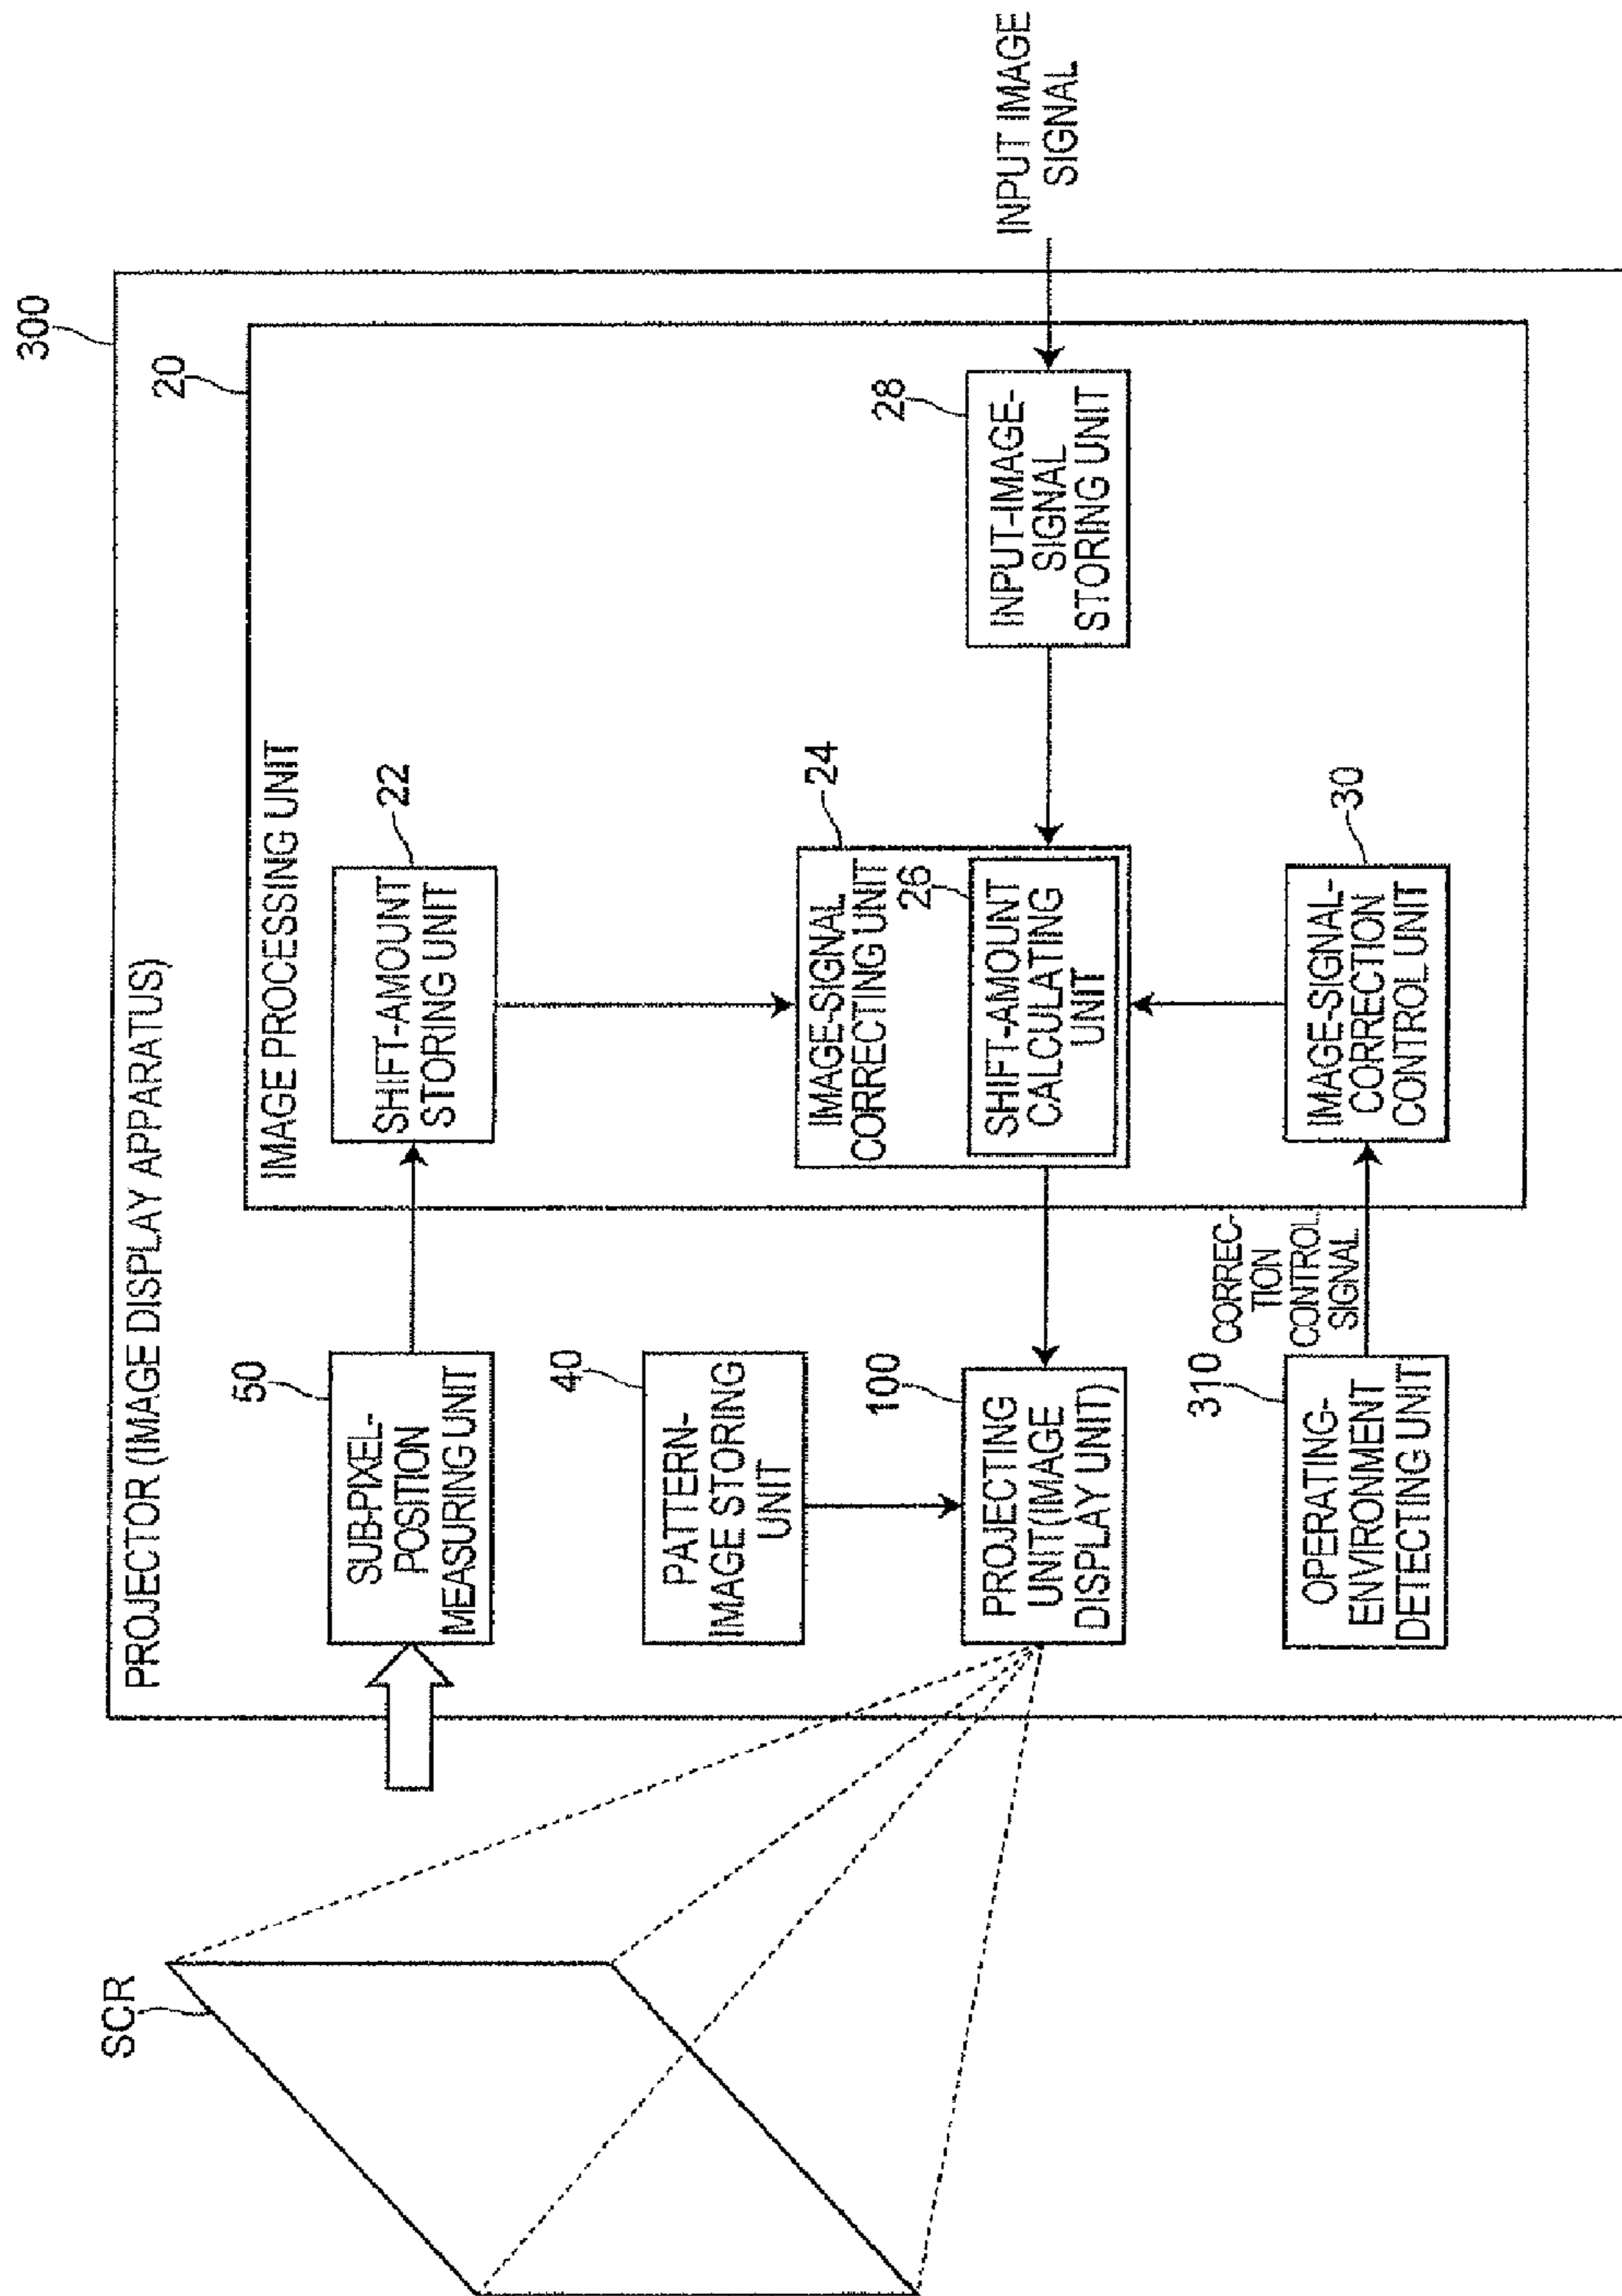 300
PROJECTOR (IMAGE DISPLAY APPARATUS)
20
IMAGE PROCESSING UNIT
SCR
50
SUB-PIXEL-
POSITION
MEASURING UNIT
22
SHIFT-AMOUNT
STORING UNIT
40
PATTERN-
IMAGE STORING
UNIT
24
IMAGE-SIGNAL
CORRECTING UNIT
26
SHIFT-AMOUNT
CALCULATING
UNIT
28
INPUT-IMAGE-
SIGNAL
STORING UNIT
INPUT IMAGE
SIGNAL
100
PROJECTING
UNIT(IMAGE
DISPLAY UNIT)
310
OPERATING-
ENVIRONMENT
DETECTING UNIT
CORREC-
TION
CONTROL
SIGNAL
30
IMAGE-SIGNAL-
CORRECTION
CONTROL UNIT